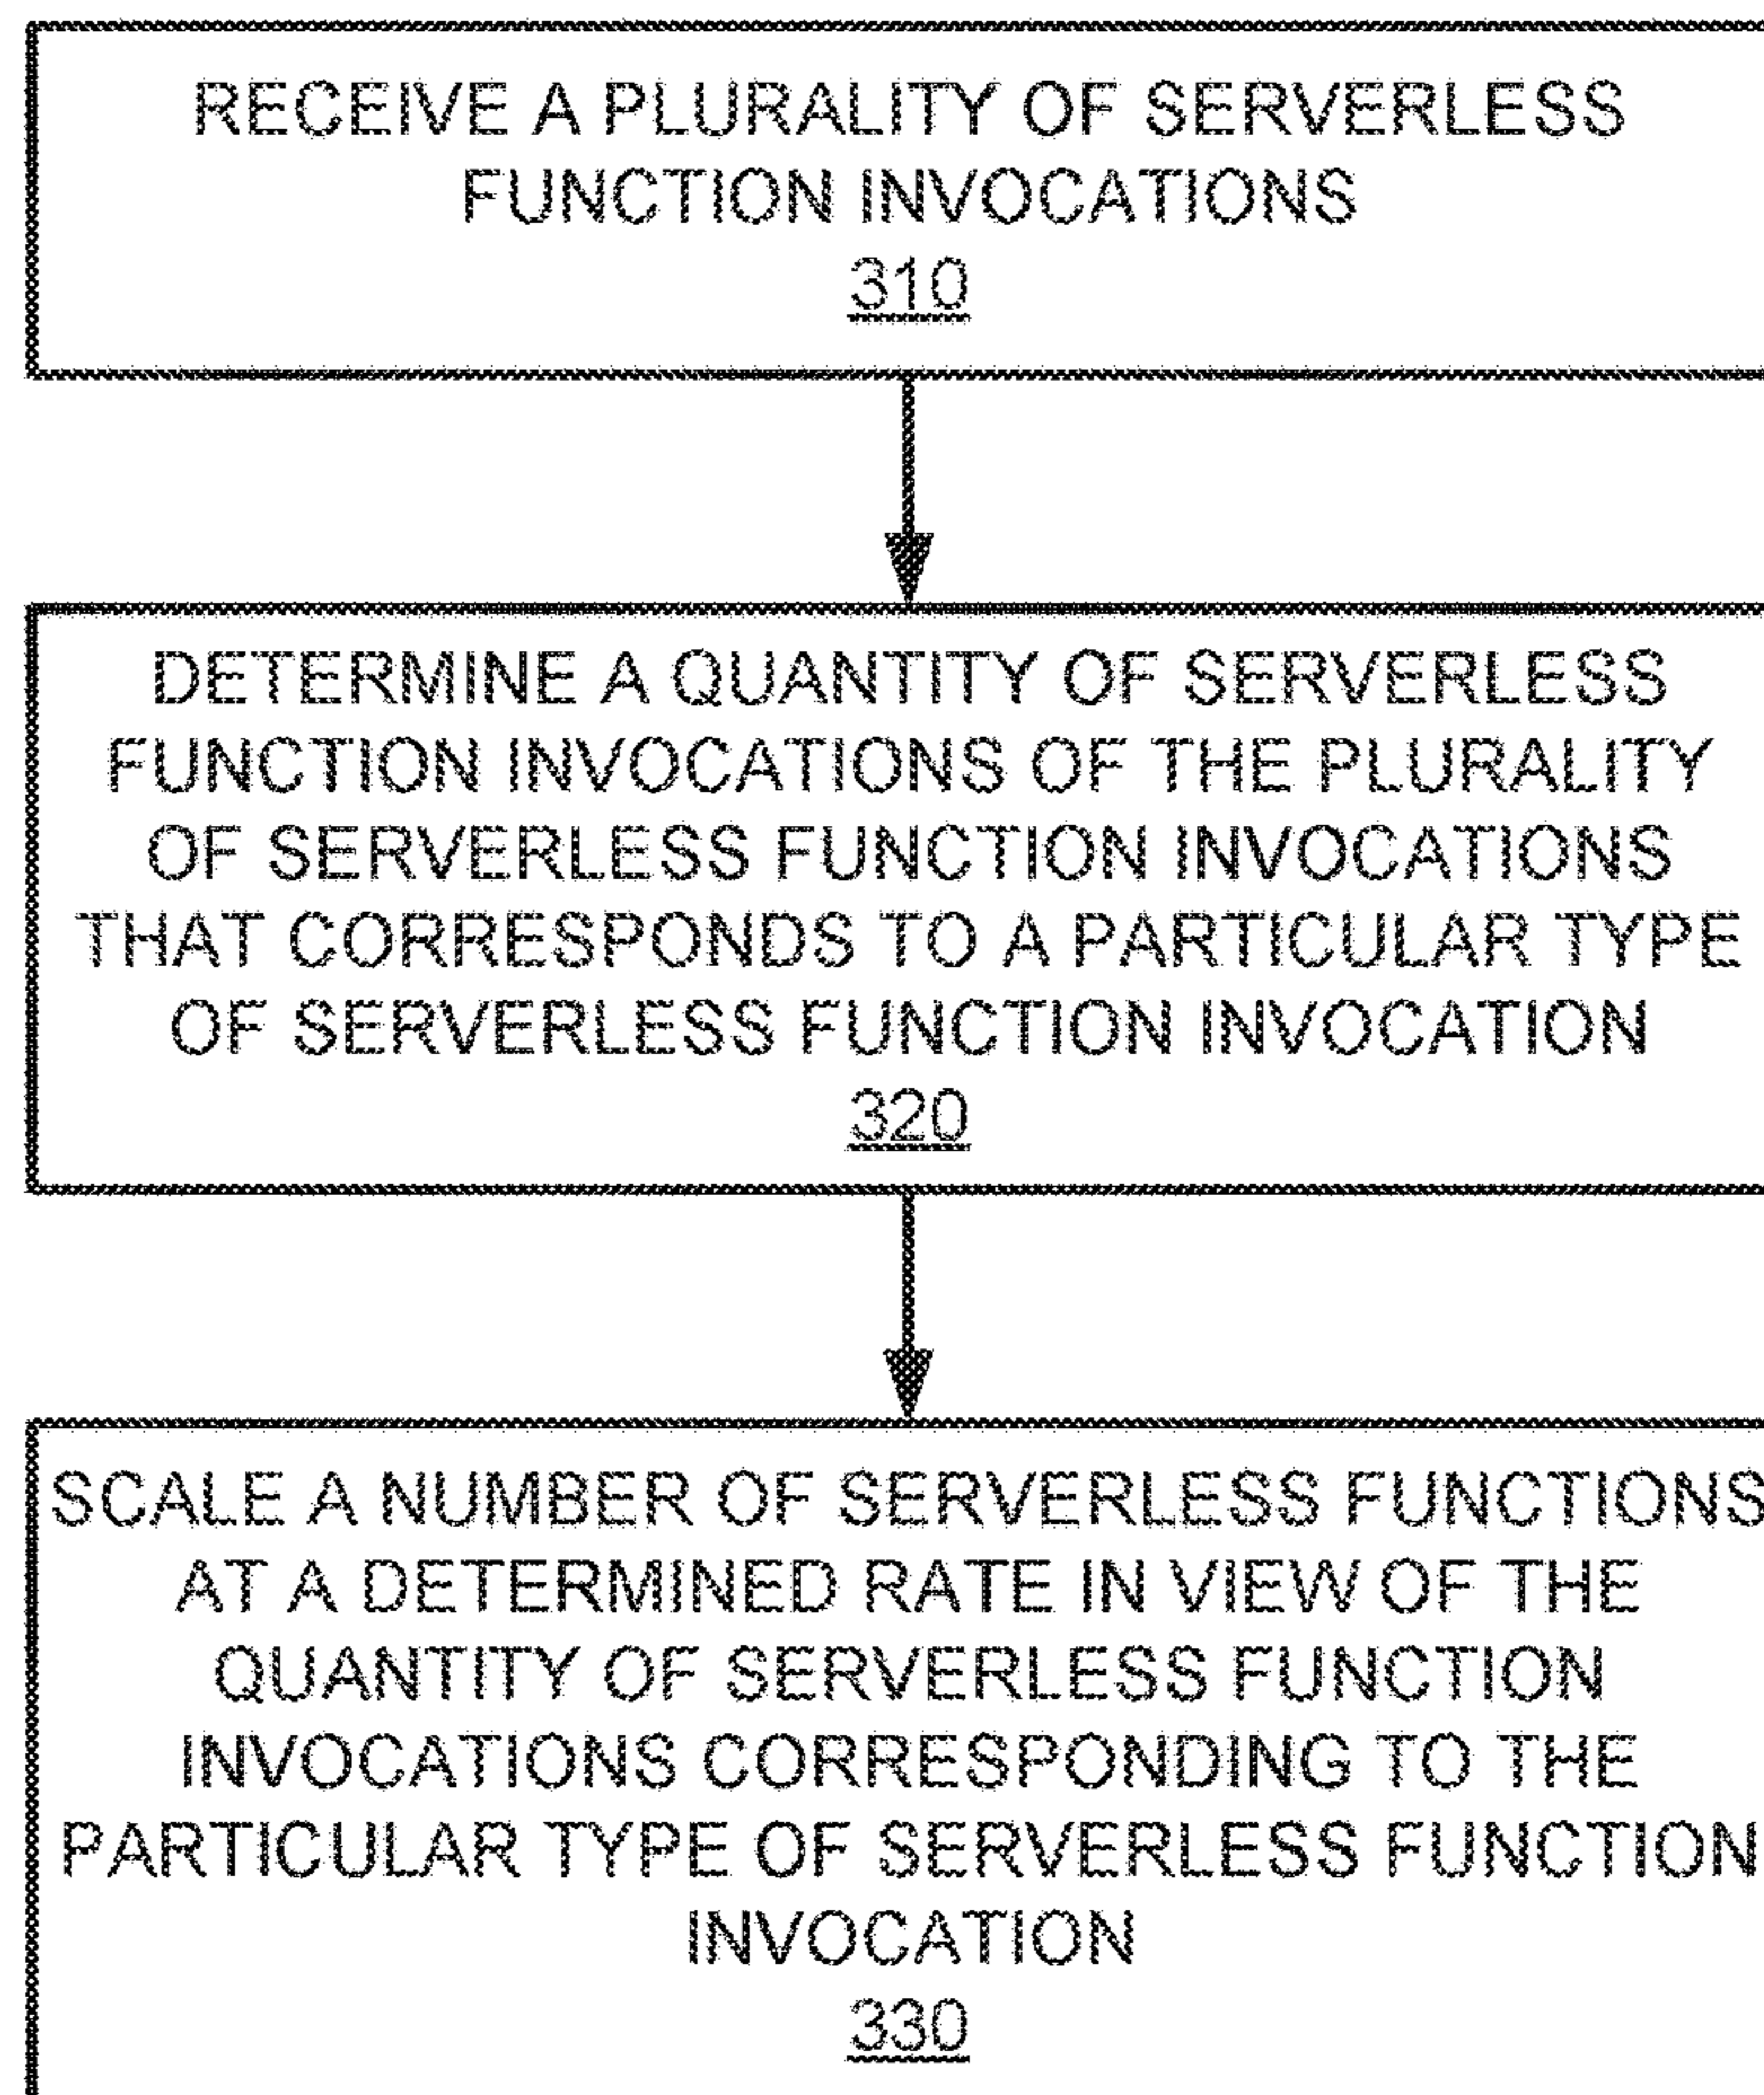 RECEIVE A PLURALITY OF SERVERLESS
FUNCTION INVOCATIONS
310
DETERMINE A QUANTITY OF SERVERLESS
FUNCTION INVOCATIONS OF THE PLURALITY
OF SERVERLESS FUNCTION INVOCATIONS
THAT CORRESPONDS TO A PARTICULAR TYPE
OF SERVERLESS FUNCTION INVOCATION
320
SCALE A NUMBER OF SERVERLESS FUNCTIONS
AT A DETERMINED RATE IN VIEW OF THE
QUANTITY OF SERVERLESS FUNCTION
INVOCATIONS CORRESPONDING TO THE
PARTICULAR TYPE OF SERVERLESS FUNCTION
INVOCATION
330